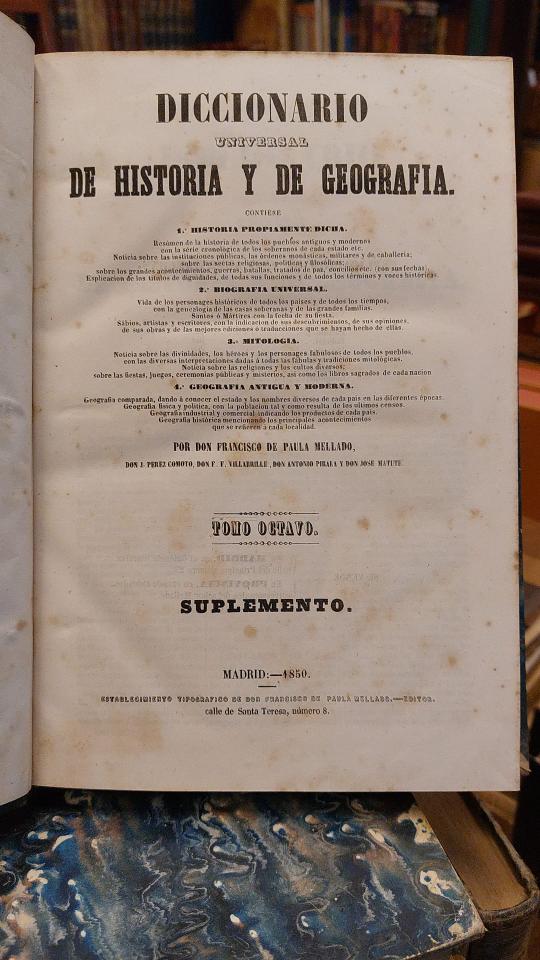 DICCIONARIO
UNIVERSAL
DE HISTORIA Y DE GEOGRAFIA.
CONTIENE
1.º HISTORIA PROPIAMENTE DICHA.
Resúmen de la historia de todos los pueblos antiguos y modernos
con la série cronológica de los soberanos de cada estado etc.
Noticia sobre las instituciones públicas, las órdenes monásticas, militares y de caballeria;
sobre las sectas religiosas, políticas y filosóficas;
sobre los grandes acontecimientos, guerras, batallas, tratados de paz, concilios etc. (con sus fechas)
Esplicacion de los títulos de dignidades, de todas sus funciones y de todos los términos y voces históricas.
2.º BIOGRAFIA UNIVERSAL.
Vida de los personages históricos de todos los paises y de todos los tiempos,
con la genealogía de las casas soberanas y de las grandes familias.
Santos ó Mártires con la fecha de su fiesta.
Sábios, artistas y escritores, con la indicacion de sus descubrimientos, de sus opiniones,
de sus obras y de las mejores ediciones ó traducciones que se hayan hecho de ellas.
3.º MITOLOGIA.
Noticia sobre las divinidades, los héroes y los personages fabulosos de todos los pueblos,
con las diversas interpretaciones dadas á todas las fábulas y tradiciones mitológicas.
Noticia sobre las religiones y los cultos diversos;
sobre las fiestas, juegos, ceremonias públicas y misterios, asi como los libros sagrados de cada nacion
4.º GEOGRAFIA ANTIGUA Y MODERNA.
Geografía comparada, dando á conocer el estado y los nombres diversos de cada pais en las diferentes épocas.
Geografía física y política, con la poblacion tal y como resulta de los últimos censos.
Geografía industrial y comercial indicando los productos de cada pais.
Geografía histórica mencionando los principales acontecimientos
que se refieren á cada localidad.
POR DON FRANCISCO DE PAULA MELLADO,
DON J. PEREZ COMOTO, DON F. F. VILLABRILLE, DON ANTONIO PIRALA Y DON JOSE MATUTE
TOMO OCTAVO.
SUPLEMENTO.
MADRID:—1850.
ESTABLECIMIENTO TIPOGRAFICO DE DON FRANCISCO DE PAULA MELLADO.—EDITOR.
calle de Santa Teresa, número 8.